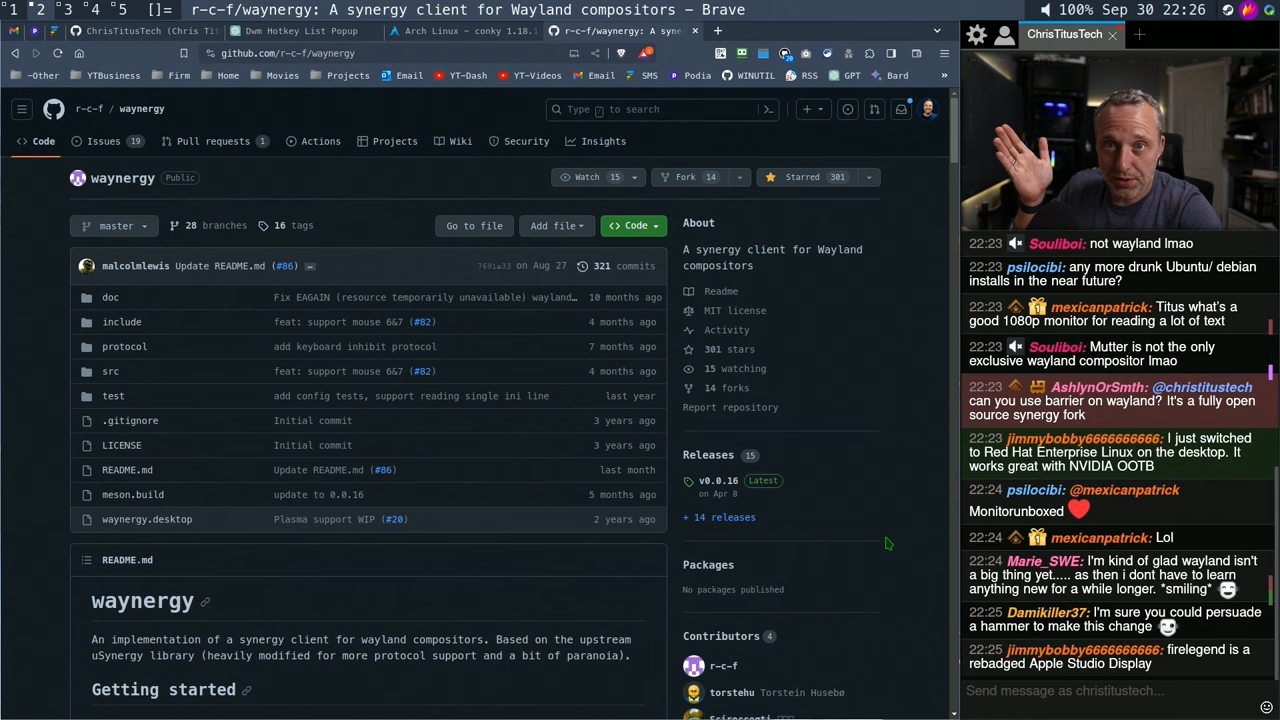 1 2 3 4 5 []= r-c-f/waynergy: A synergy client for Wayland compositors - Brave 100% Sep 30 22:26
ChrisTitusTech (Chris Tit
Dwm Hotkey List Popup
Arch Linux - conky 1.18.1
r-c-f/waynergy: A syne
github.com/r-c-f/waynergy
20
~Other YTBusiness Firm Home Movies Projects Email YT-Dash YT-Videos Email SMS Podia WINUTIL RSS GPT Bard
r-c-f / waynergy
Type / to search
Code Issues 19 Pull requests 1 Actions Projects Wiki Security Insights
waynergy Public
Watch 15 Fork 14 Starred 301
master 28 branches 16 tags Go to file Add file Code
malcolmlewis Update README.md (#86) 7691a33 on Aug 27 321 commits
doc Fix EAGAIN (resource temporarily unavailable) wayland… 10 months ago
include feat: support mouse 6&7 (#82) 4 months ago
protocol add keyboard inhibit protocol 7 months ago
src feat: support mouse 6&7 (#82) 4 months ago
test add config tests, support reading single ini line last year
.gitignore Initial commit 3 years ago
LICENSE Initial commit 3 years ago
README.md Update README.md (#86) last month
meson.build update to 0.0.16 5 months ago
waynergy.desktop Plasma support WIP (#20) 2 years ago
README.md
waynergy
An implementation of a synergy client for wayland compositors. Based on the upstream
uSynergy library (heavily modified for more protocol support and a bit of paranoia).
Getting started
About
A synergy client for Wayland
compositors
Readme
MIT license
Activity
301 stars
15 watching
14 forks
Report repository
Releases 15
v0.0.16 Latest
on Apr 8
+ 14 releases
Packages
No packages published
Contributors 4
r-c-f
torstehu Torstein Husebø
ChrisTitusTech
22:23 Souliboi: not wayland lmao
22:23 psilocibi: any more drunk Ubuntu/ debian
installs in the near future?
22:23 mexicanpatrick: Titus what's a
good 1080p monitor for reading a lot of text
22:23 Souliboi: Mutter is not the only
exclusive wayland compositor lmao
22:23 AshlynOrSmth: @christitustech
can you use barrier on wayland? It's a fully open
source synergy fork
22:23 jimmybobby6666666666: I just switched
to Red Hat Enterprise Linux on the desktop. It
works great with NVIDIA OOTB
22:24 psilocibi: @mexicanpatrick
Monitorunboxed
22:24 mexicanpatrick: Lol
22:24 Marie_SWE: I'm kind of glad wayland isn't
a big thing yet..... as then i dont have to learn
anything new for a while longer. *smiling*
22:25 Damikiller37: I'm sure you could persuade
a hammer to make this change
22:25 jimmybobby6666666666: firelegend is a
rebadged Apple Studio Display
Send message as christitustech...